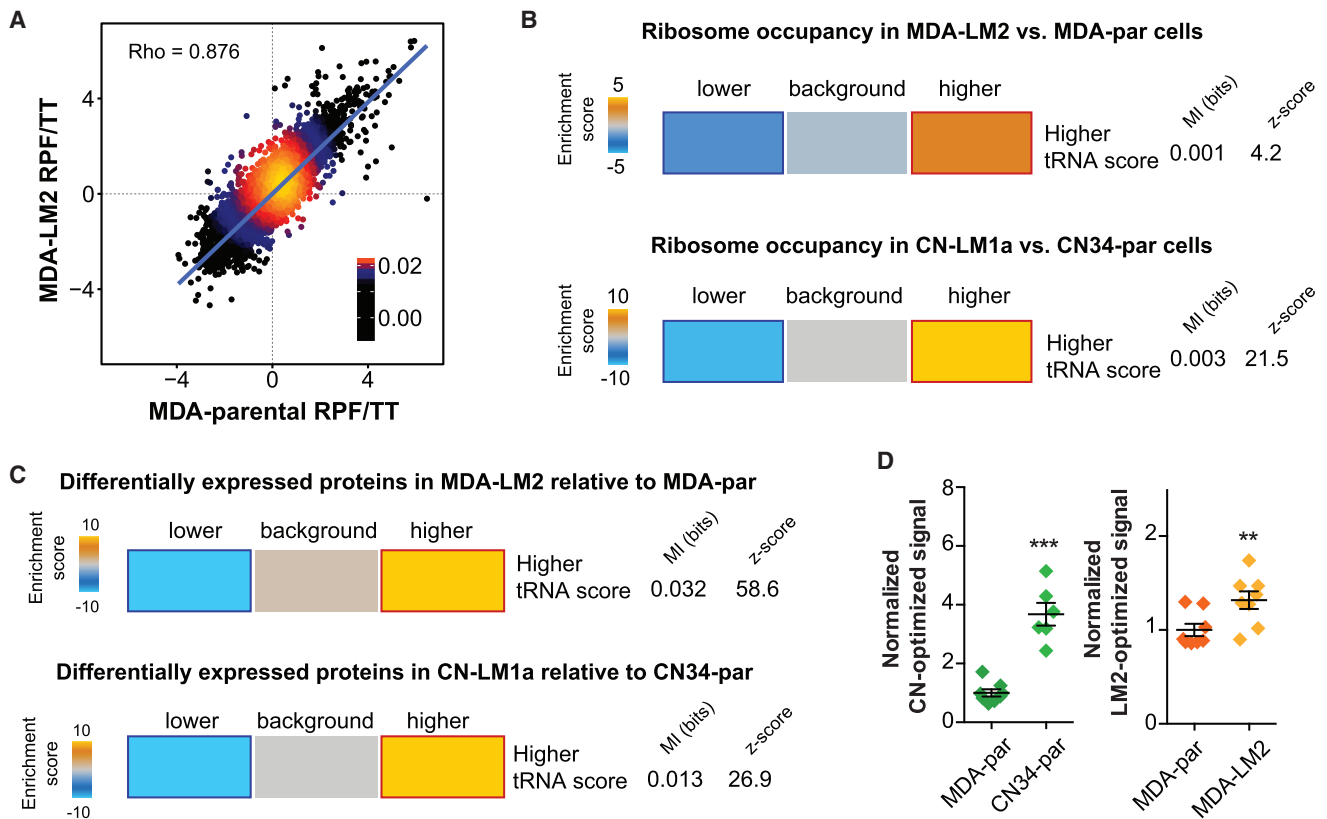 A
Rho = 0.876
MDA-LM2 RPF/TT
4
0
−4
0.02
0.00
−4
0
4
MDA-parental RPF/TT
B
Ribosome occupancy in MDA-LM2 vs. MDA-par cells
Enrichment
score
5
-5
lower
background
higher
MI (bits)
z-score
Higher
tRNA score
0.001
4.2
Ribosome occupancy in CN-LM1a vs. CN34-par cells
Enrichment
score
10
-10
lower
background
higher
MI (bits)
z-score
Higher
tRNA score
0.003
21.5
C
Differentially expressed proteins in MDA-LM2 relative to MDA-par
Enrichment
score
10
-10
lower
background
higher
MI (bits)
z-score
Higher
tRNA score
0.032
58.6
Differentially expressed proteins in CN-LM1a relative to CN34-par
Enrichment
score
10
-10
lower
background
higher
MI (bits)
z-score
Higher
tRNA score
0.013
26.9
D
Normalized
CN-optimized signal
8
6
4
2
0
***
MDA-par
CN34-par
Normalized
LM2-optimized signal
2
1
0
**
MDA-par
MDA-LM2